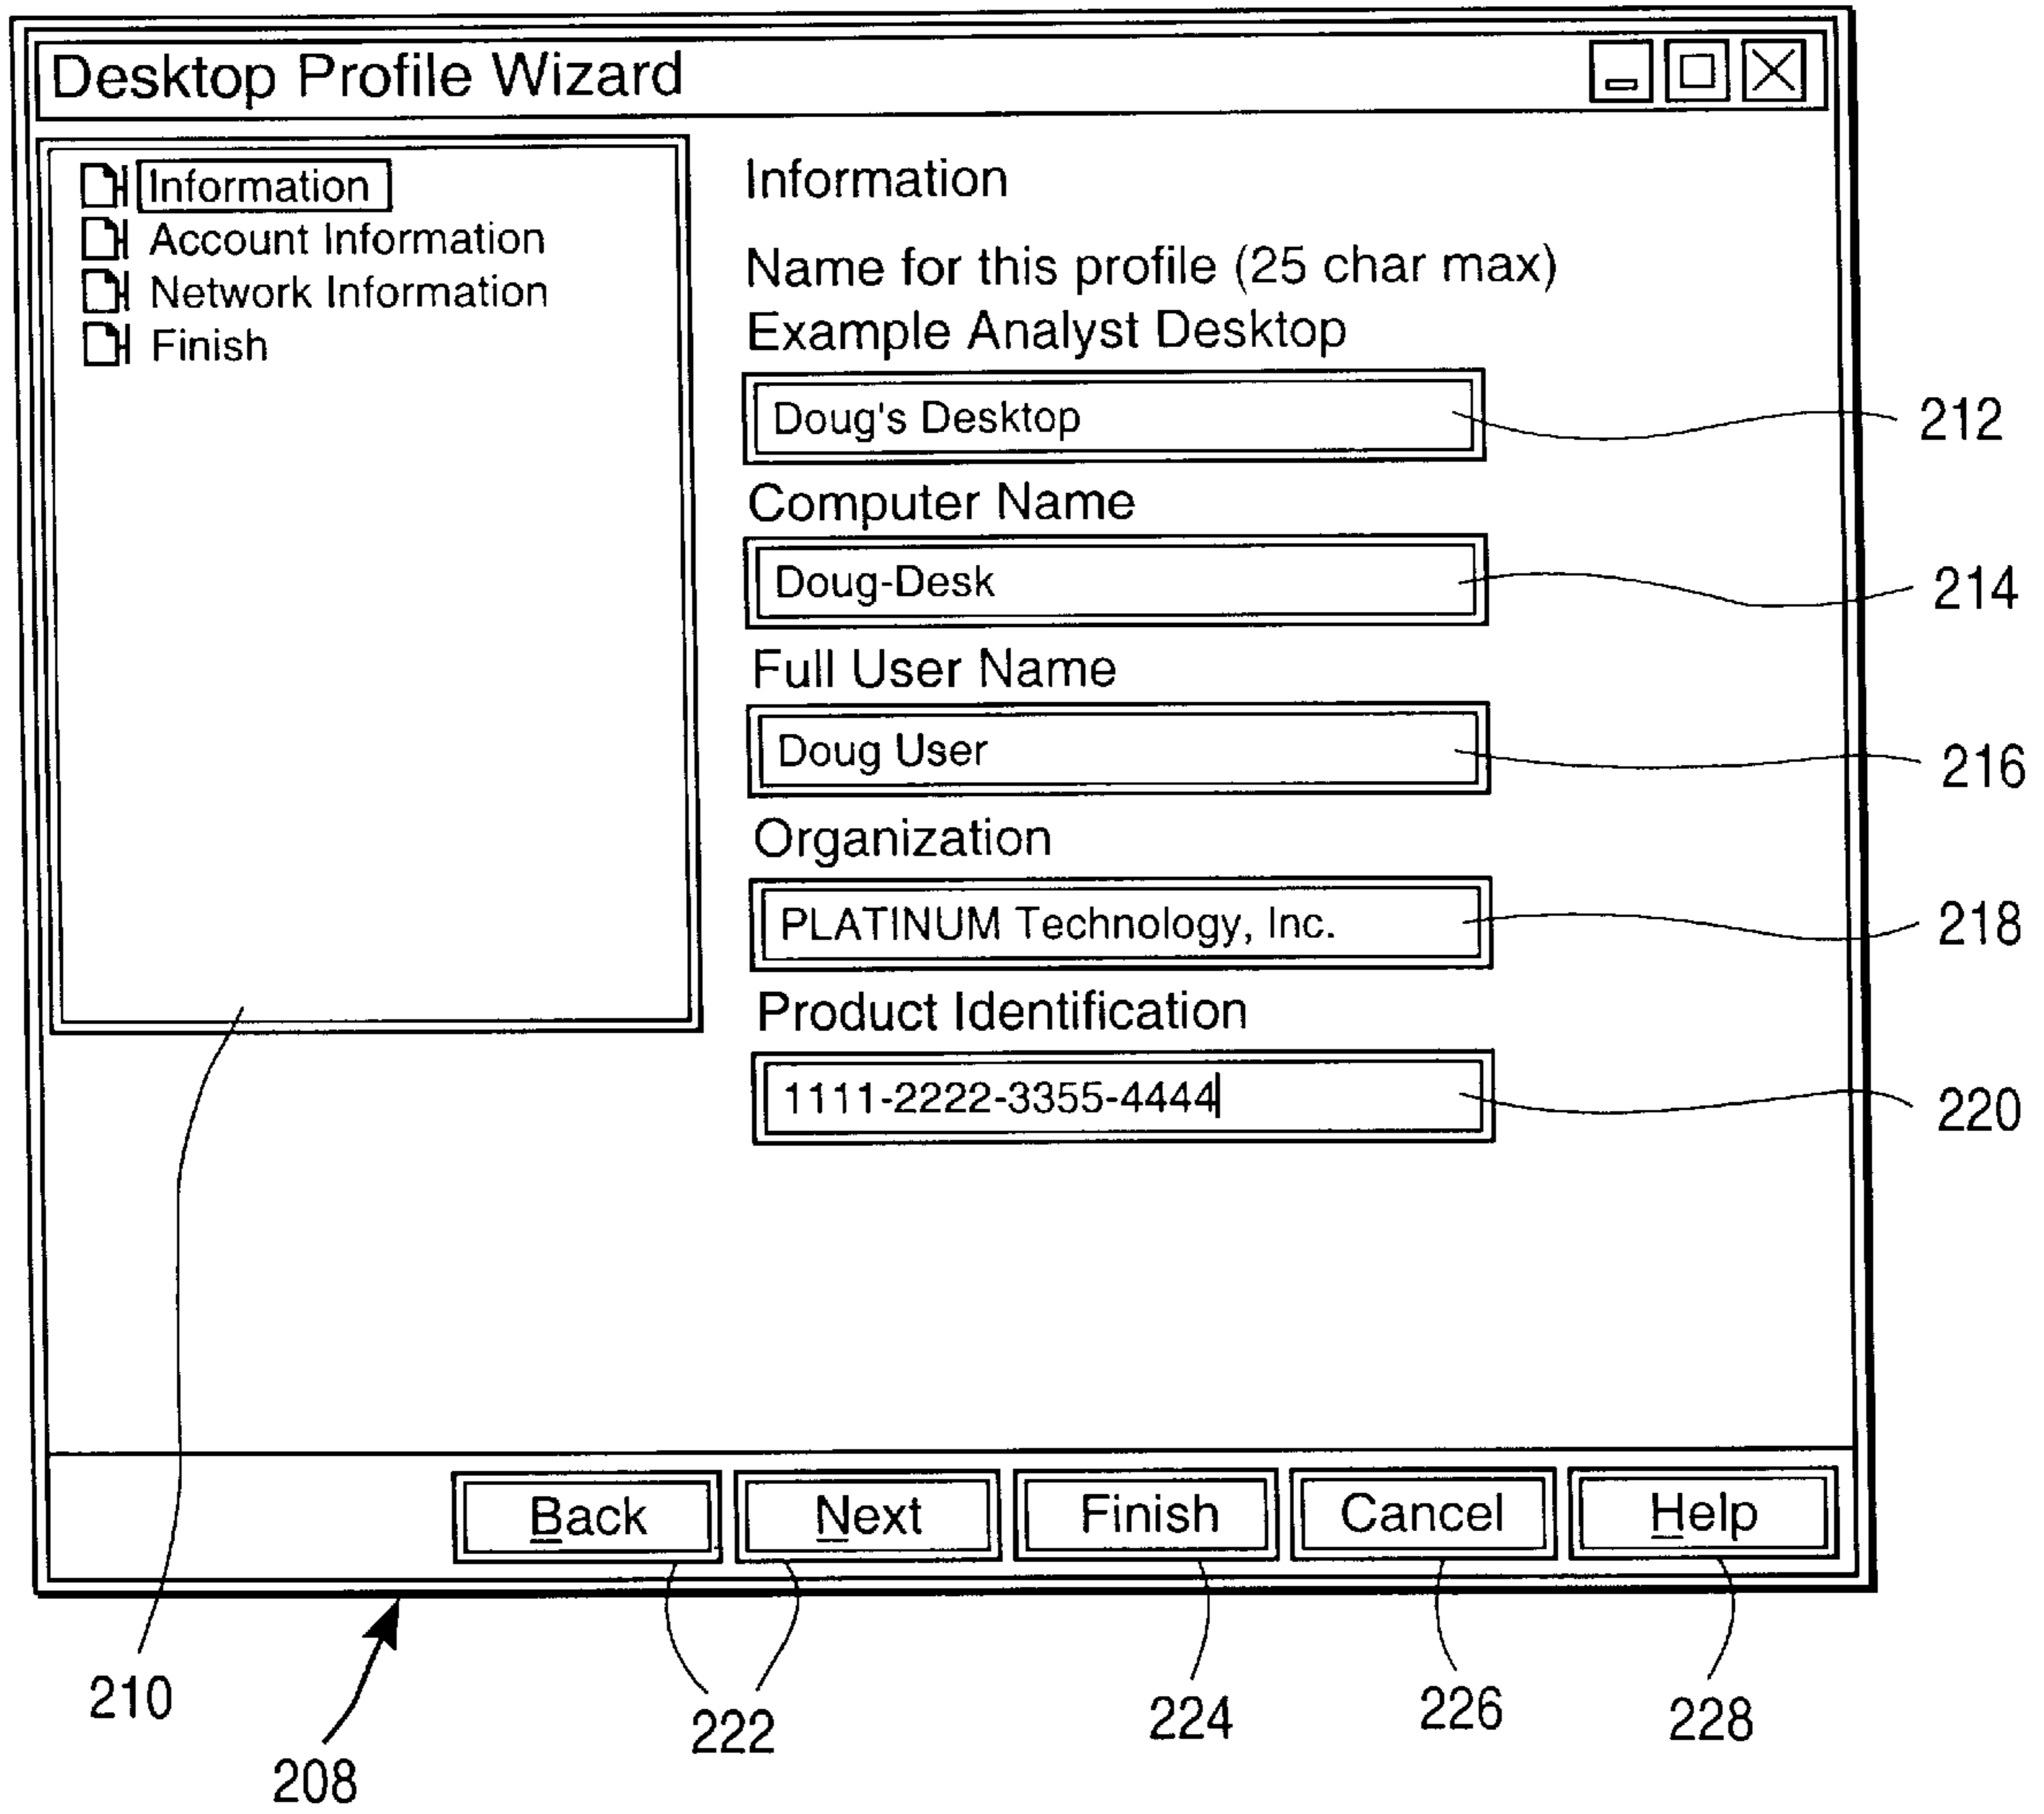 Desktop Profile Wizard
Information
Account Information
Network Information
Finish
Information
Name for this profile (25 char max)
Example Analyst Desktop
Doug's Desktop
212
Computer Name
Doug-Desk
214
Full User Name
Doug User
216
Organization
PLATINUM Technology, Inc.
218
Product Identification
1111-2222-3355-4444
220
Back Next Finish Cancel Help
210
208
222
224
226
228